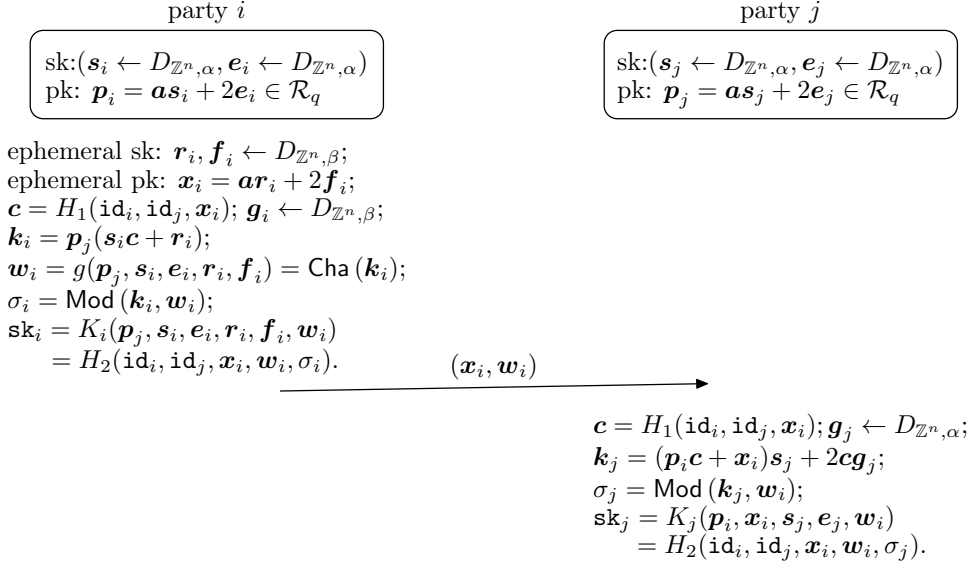 party i
party j
sk:(s_i ← D_{ℤ^n,α}, e_i ← D_{ℤ^n,α})
pk: p_i = as_i + 2e_i ∈ R_q
sk:(s_j ← D_{ℤ^n,α}, e_j ← D_{ℤ^n,α})
pk: p_j = as_j + 2e_j ∈ R_q
ephemeral sk: r_i, f_i ← D_{ℤ^n,β};
ephemeral pk: x_i = ar_i + 2f_i;
c = H_1(id_i, id_j, x_i); g_i ← D_{ℤ^n,β};
k_i = p_j(s_i c + r_i);
w_i = g(p_j, s_i, e_i, r_i, f_i) = Cha (k_i);
σ_i = Mod (k_i, w_i);
sk_i = K_i(p_j, s_i, e_i, r_i, f_i, w_i)
= H_2(id_i, id_j, x_i, w_i, σ_i).
(x_i, w_i)
c = H_1(id_i, id_j, x_i); g_j ← D_{ℤ^n,α};
k_j = (p_i c + x_i)s_j + 2cg_j;
σ_j = Mod (k_j, w_i);
sk_j = K_j(p_i, x_i, s_j, e_j, w_i)
= H_2(id_i, id_j, x_i, w_i, σ_j).